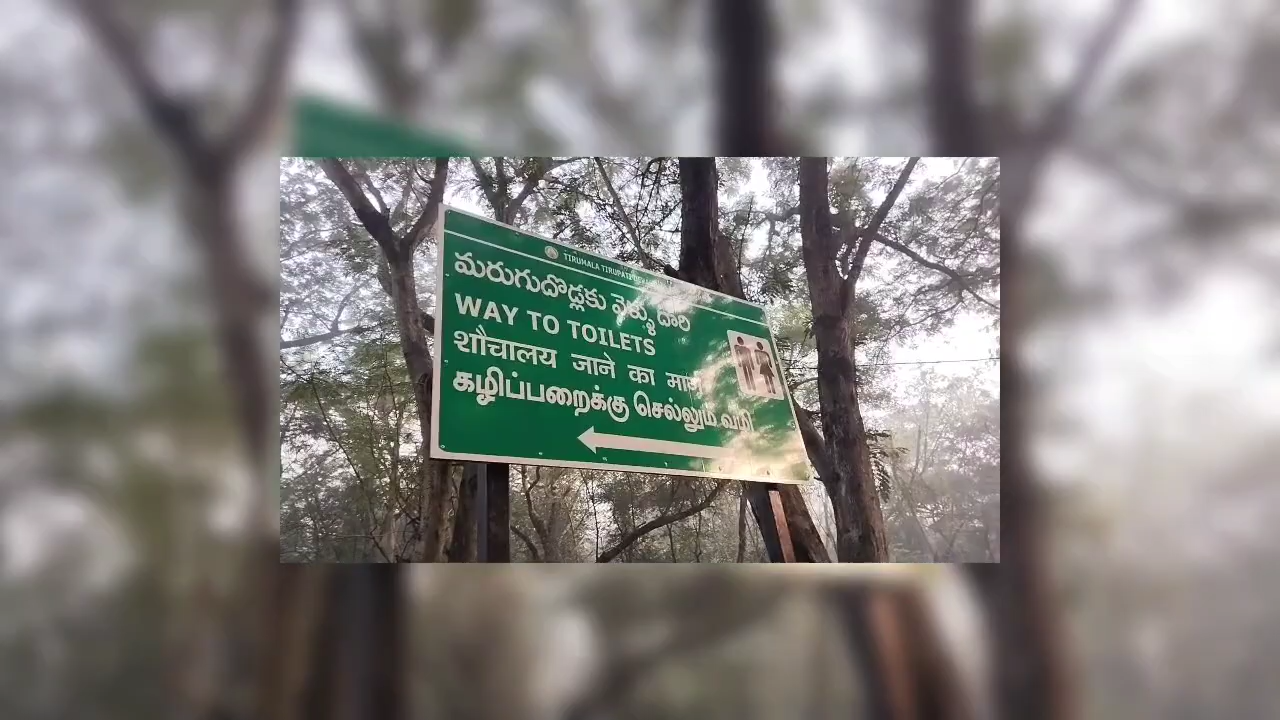 TIRUMALA TIRUPATI
మరుగుదొడ్లకు వెళ్ళు దారి
WAY TO TOILETS
शौचालय जाने का मार्ग
கழிப்பறைக்கு செல்லும் வழி